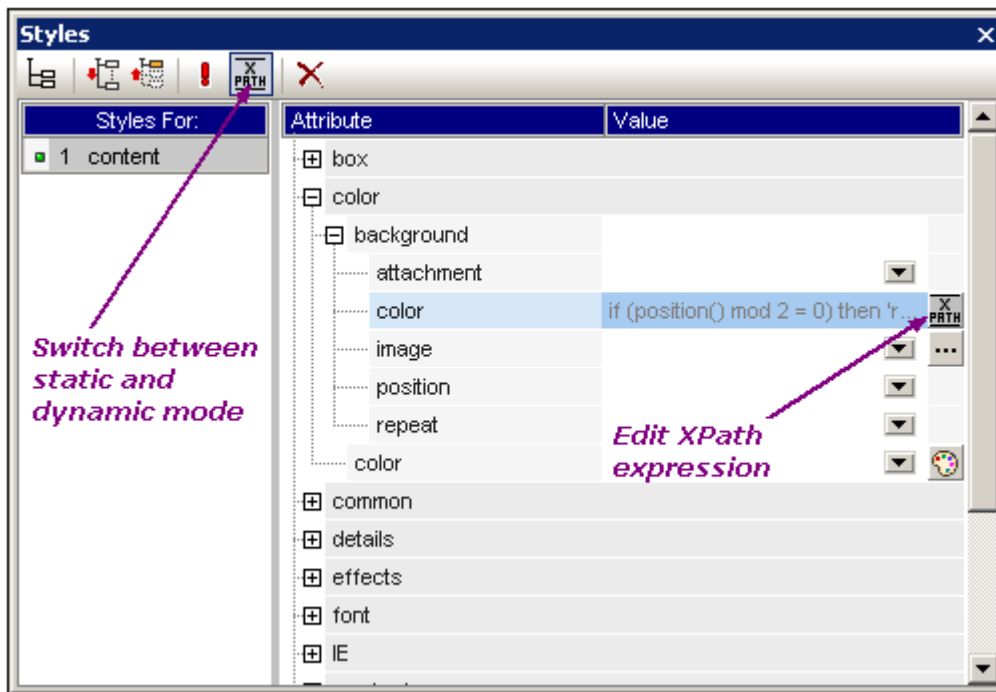 Styles
X PATH
Styles For:
Attribute Value
1 content
box
color
background
attachment
color if (position() mod 2 = 0) then 'r... X PATH
image ...
position
repeat
color
common
details
effects
font
IE
Switch between
static and
dynamic mode
Edit XPath
expression